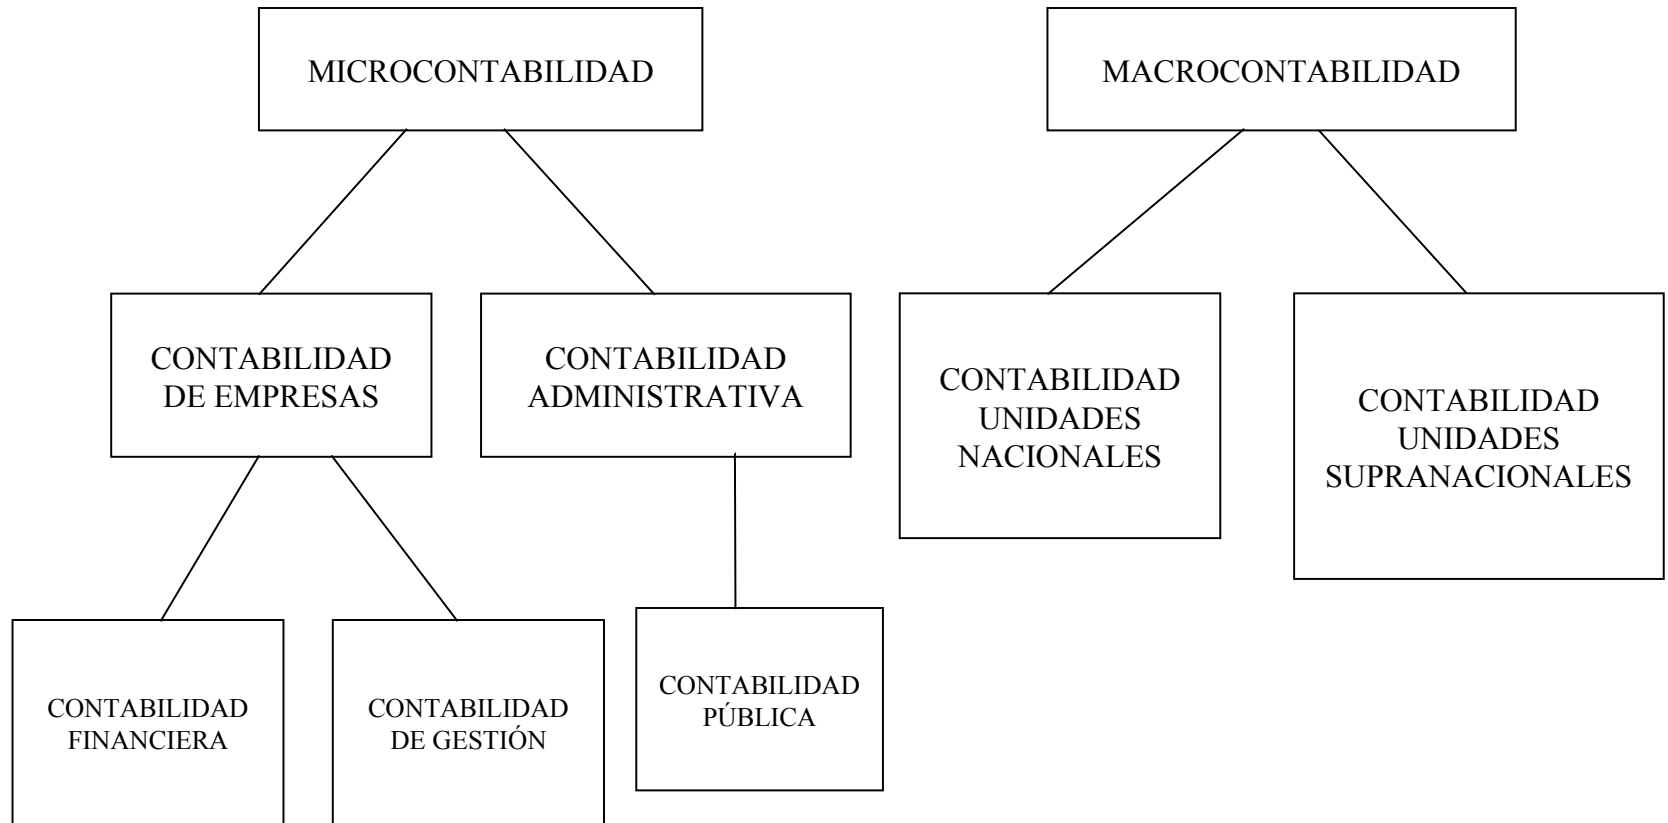 MICROCONTABILIDAD
MACROCONTABILIDAD
CONTABILIDAD
DE EMPRESAS
CONTABILIDAD
ADMINISTRATIVA
CONTABILIDAD
UNIDADES
NACIONALES
CONTABILIDAD
UNIDADES
SUPRANACIONALES
CONTABILIDAD
FINANCIERA
CONTABILIDAD
DE GESTIÓN
CONTABILIDAD
PÚBLICA